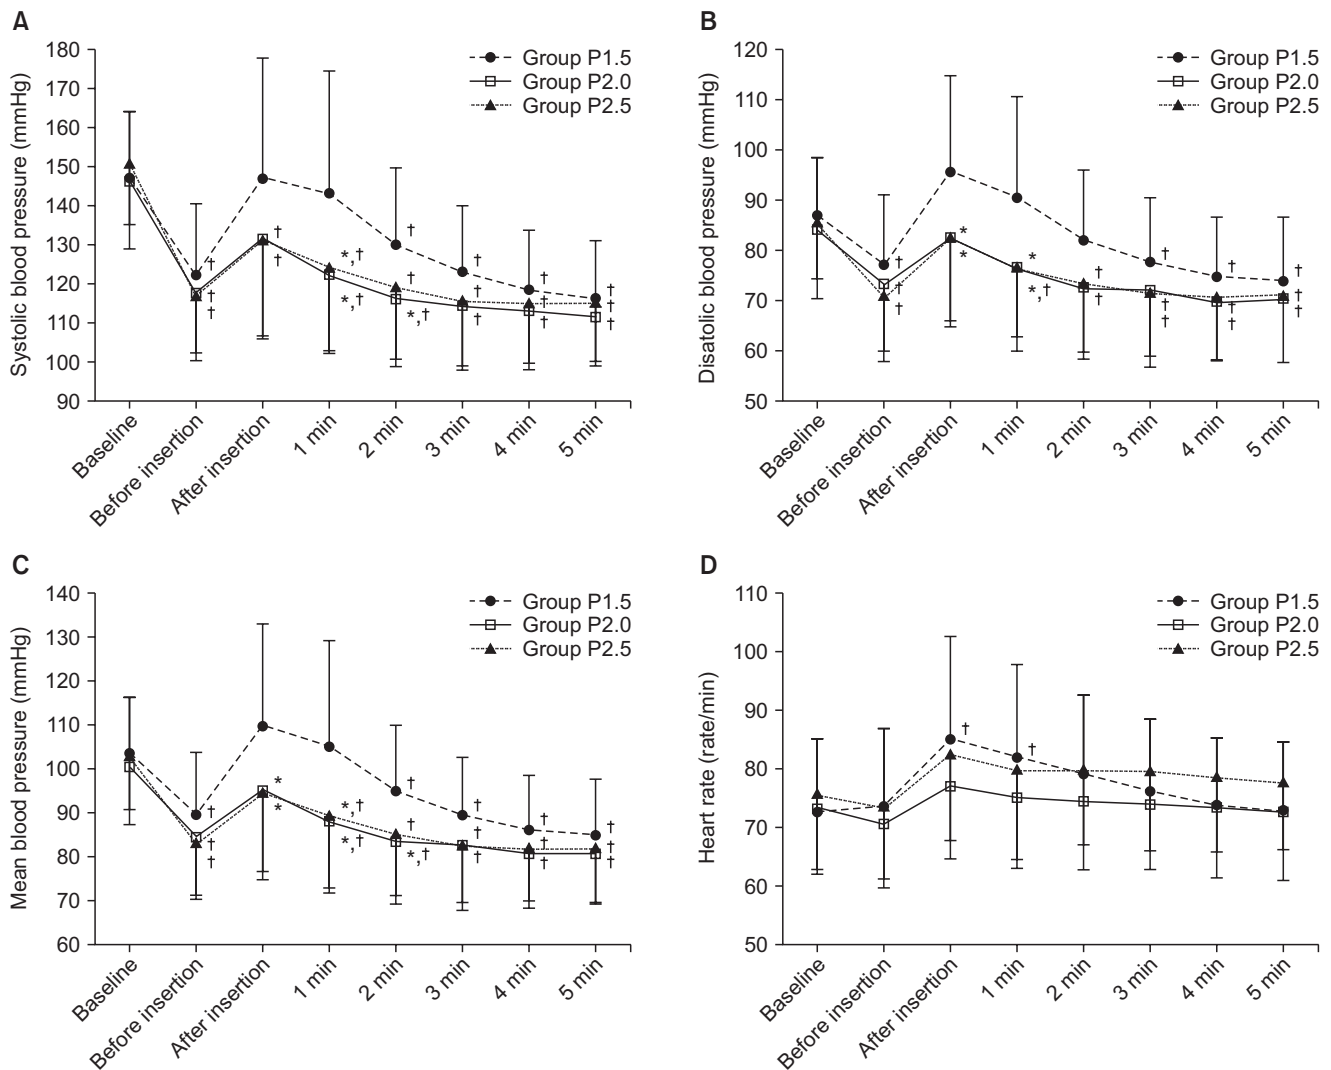 A
Systolic blood pressure (mmHg)
180
170
160
150
140
130
120
110
100
90
Group P1.5
Group P2.0
Group P2.5
†
†
†
†
†
*,†
*,†
†
†
*,†
†
†
†
†
†
†
†
†
†
Baseline
Before insertion
After insertion
1 min
2 min
3 min
4 min
5 min
B
Disatolic blood pressure (mmHg)
120
110
100
90
80
70
60
50
Group P1.5
Group P2.0
Group P2.5
†
†
†
*
*
*
*,†
†
†
†
†
†
†
†
†
†
†
†
Baseline
Before insertion
After insertion
1 min
2 min
3 min
4 min
5 min
C
Mean blood pressure (mmHg)
140
130
120
110
100
90
80
70
60
Group P1.5
Group P2.0
Group P2.5
†
†
†
*
*
*,†
*,†
†
†
*,†
†
†
†
†
†
†
†
†
†
Baseline
Before insertion
After insertion
1 min
2 min
3 min
4 min
5 min
D
Heart rate (rate/min)
110
100
90
80
70
60
50
Group P1.5
Group P2.0
Group P2.5
†
†
Baseline
Before insertion
After insertion
1 min
2 min
3 min
4 min
5 min